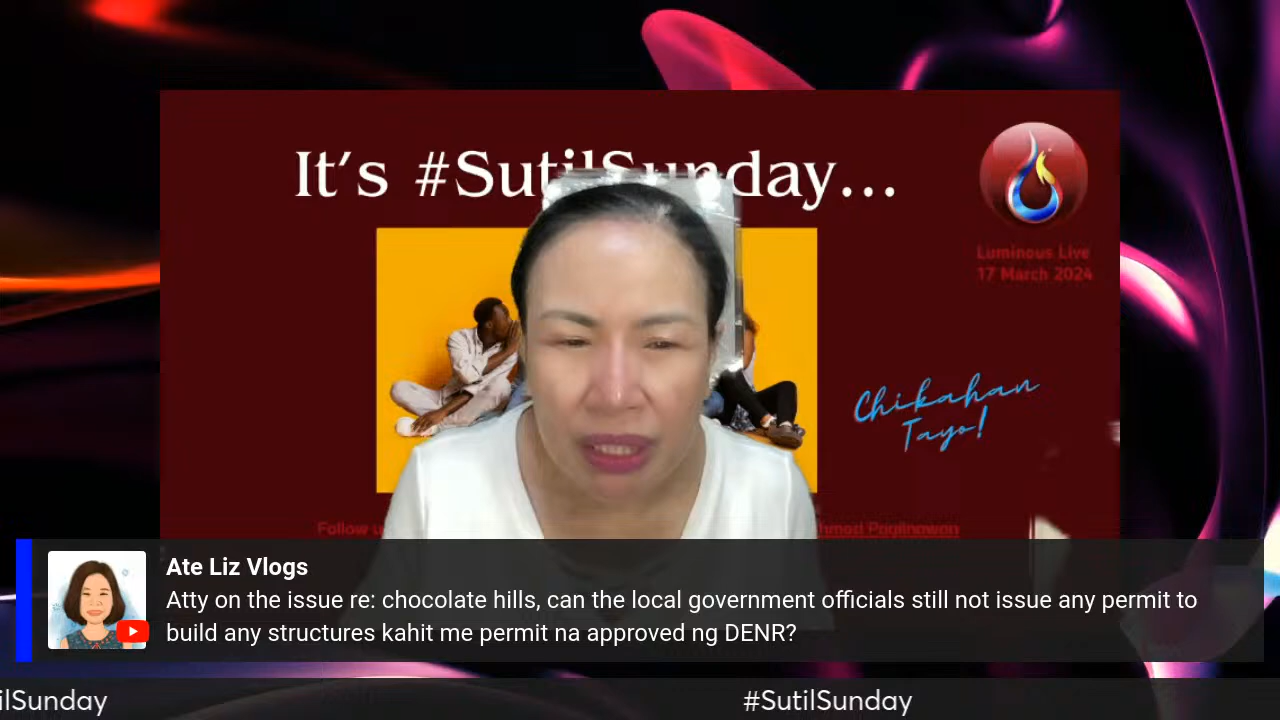 It's #SutilSunday...
Luminous Live
17 March 2024
Chikahan
Tayo!
Follow
Ate Liz Vlogs
Atty on the issue re: chocolate hills, can the local government officials still not issue any permit to
build any structures kahit me permit na approved ng DENR?
ilSunday #SutilSunday